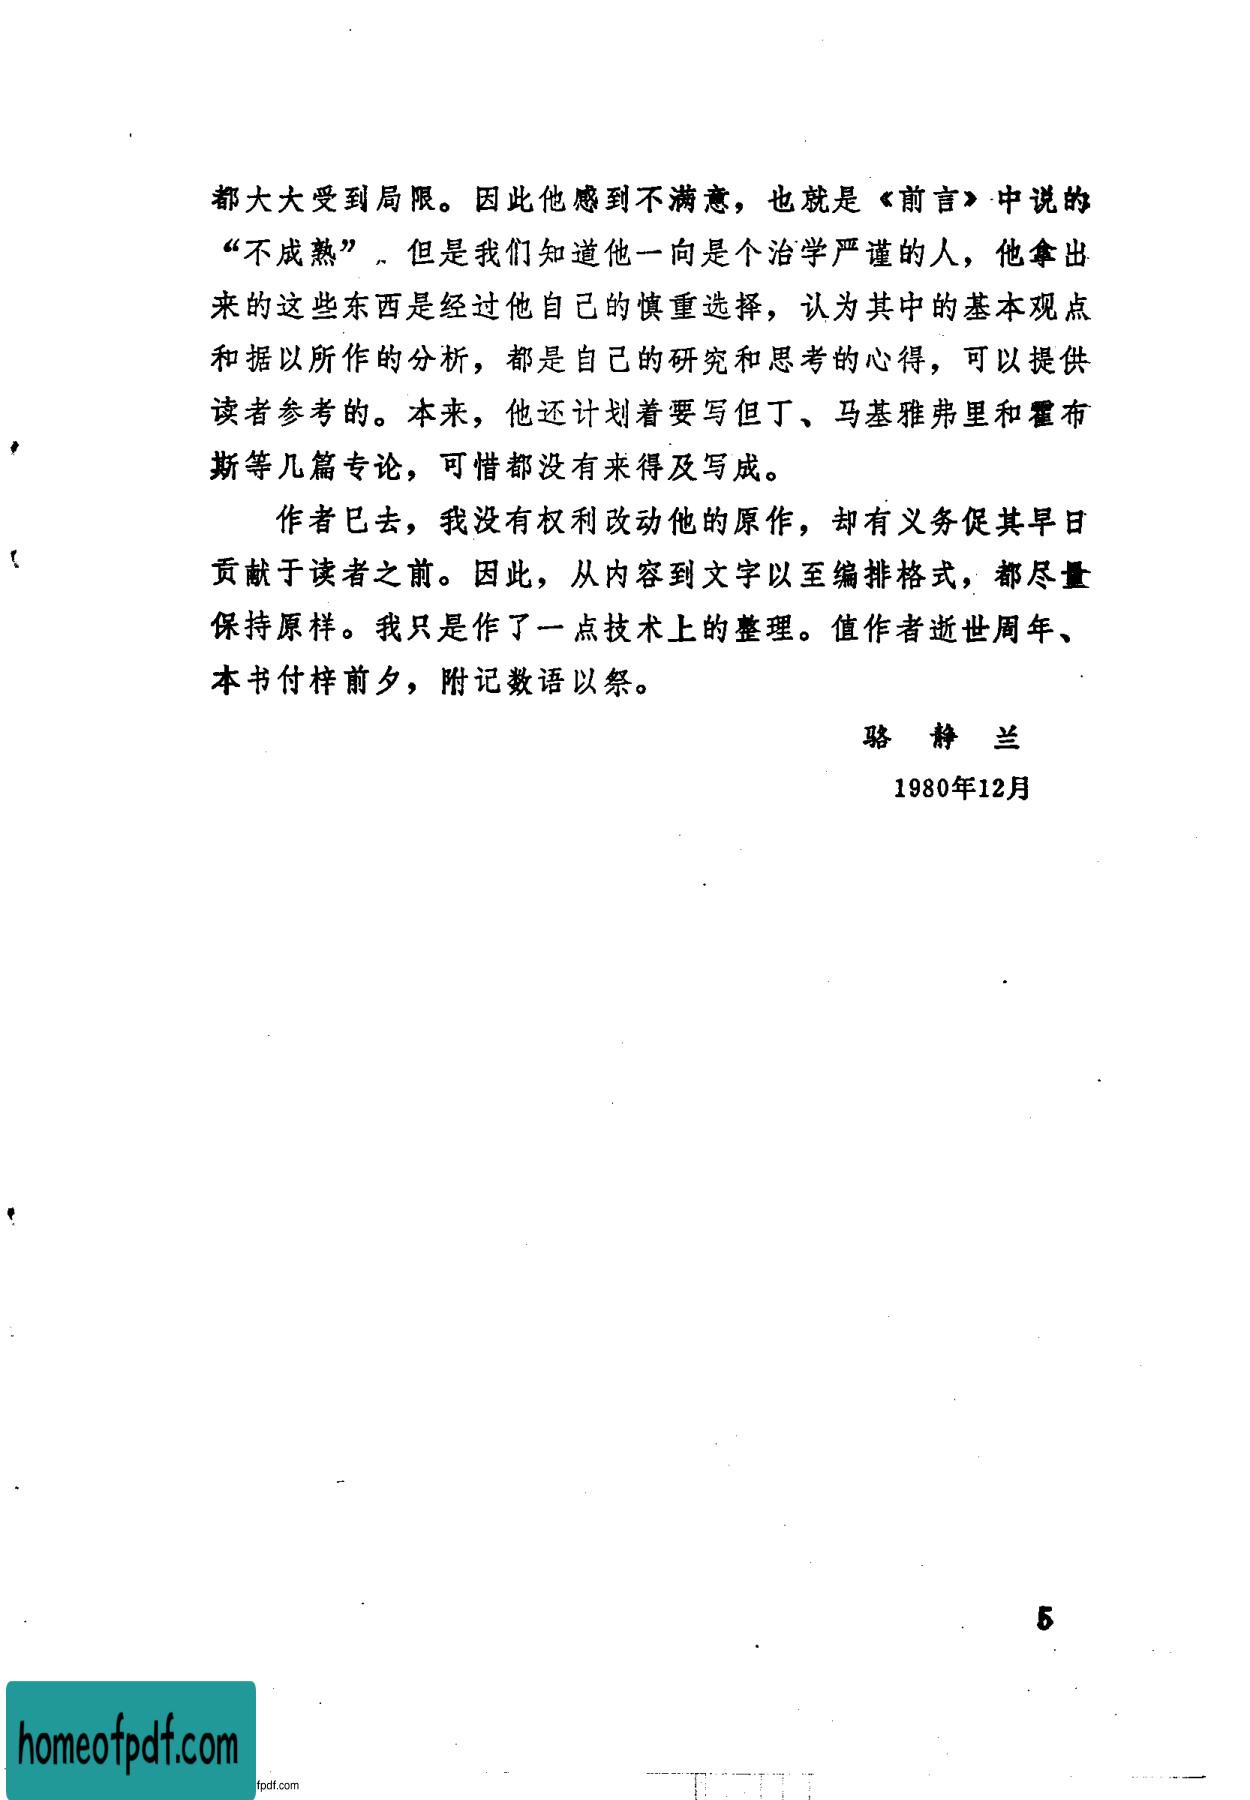 都大大受到局限。因此他感到不满意，也就是《前言》中说的
“不成熟”。但是我们知道他一向是个治学严谨的人，他拿出
来的这些东西是经过他自己的慎重选择，认为其中的基本观点
和据以所作的分析，都是自己的研究和思考的心得，可以提供
读者参考的。本来，他还计划着要写但丁、马基雅弗里和霍布
斯等几篇专论，可惜都没有来得及写成。
作者已去，我没有权利改动他的原作，却有义务促其早日
贡献于读者之前。因此，从内容到文字以至编排格式，都尽量
保持原样。我只是作了一点技术上的整理。值作者逝世周年、
本书付梓前夕，附记数语以祭。
骆 静 兰
1980年12月
5
homeofpdf.com
fpdf.com